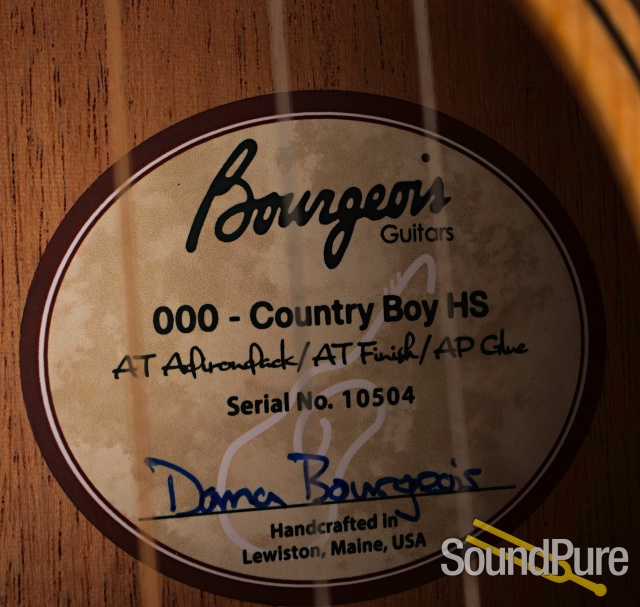 Bourgeois
Guitars
000 - Country Boy HS
AT Adirondack/AT Finish/AP Glue
Serial No. 10504
Dana Bourgeois
Handcrafted in
Lewiston, Maine, USA
SoundPure